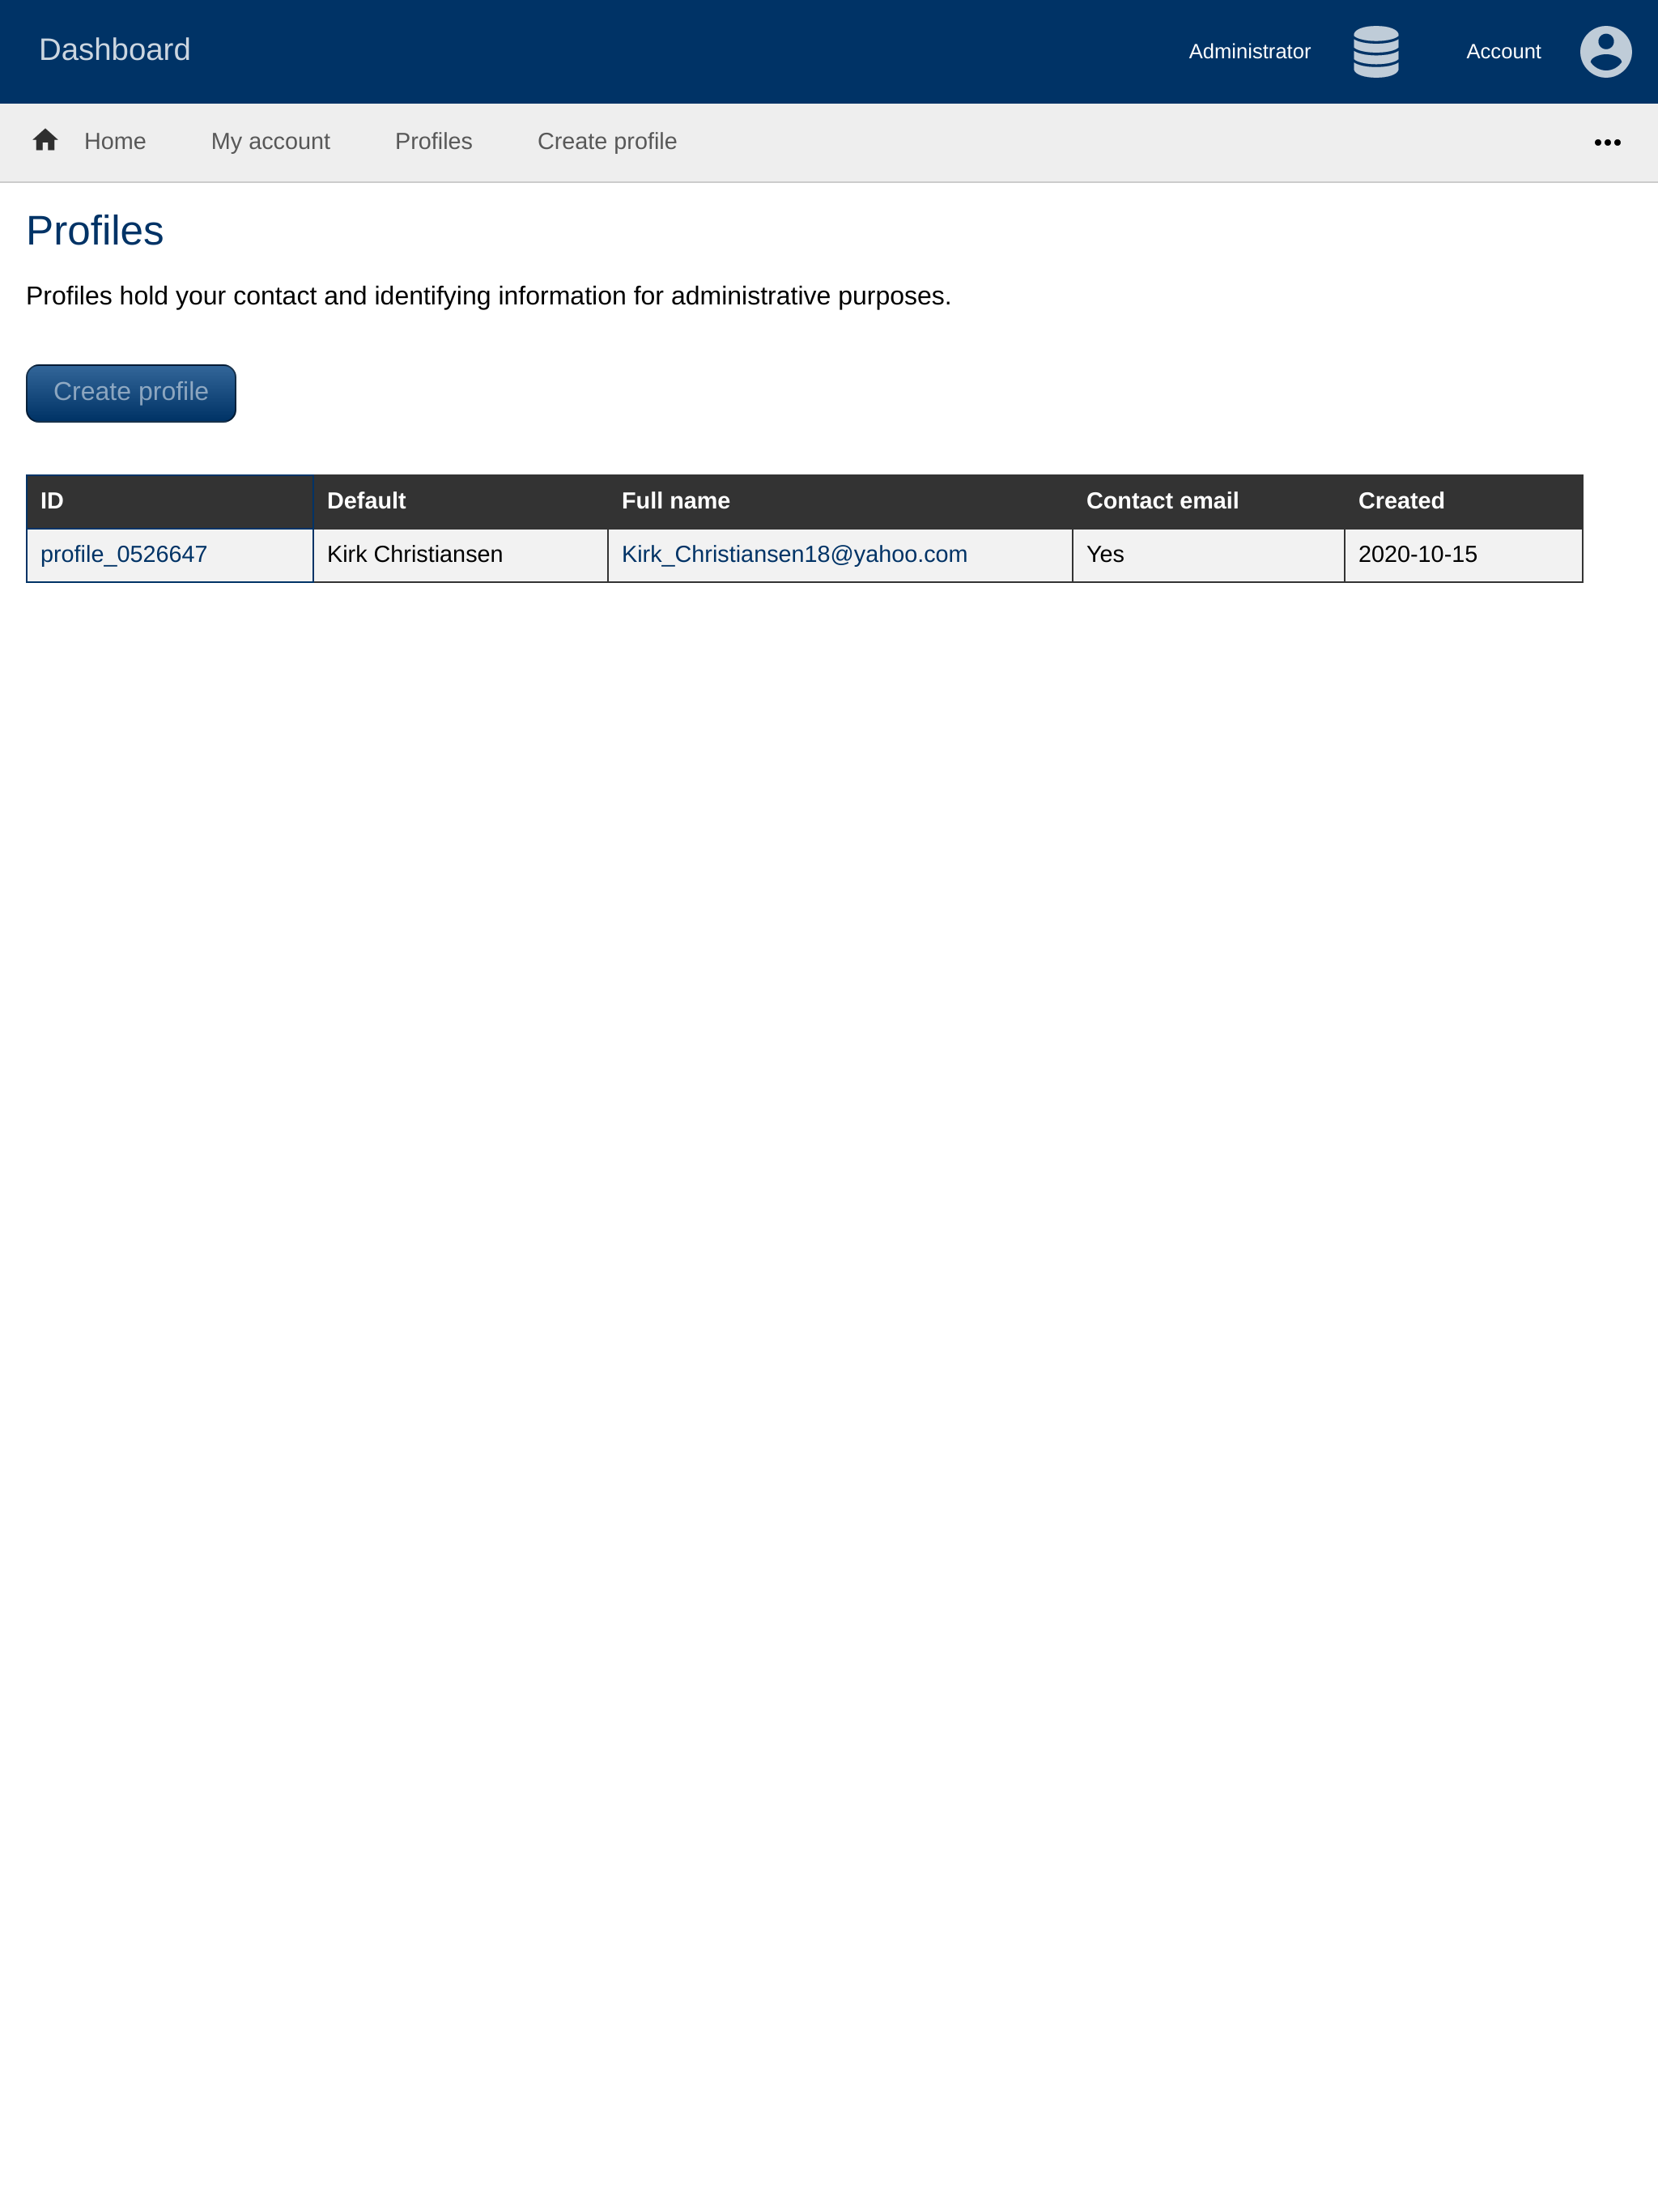 Dashboard
Administrator
Account
Home
My account
Profiles
Create profile
•••
Profiles
Profiles hold your contact and identifying information for administrative purposes.
Create profile
ID Default Full name Contact email Created
profile_0526647 Kirk Christiansen Kirk_Christiansen18@yahoo.com Yes 2020-10-15